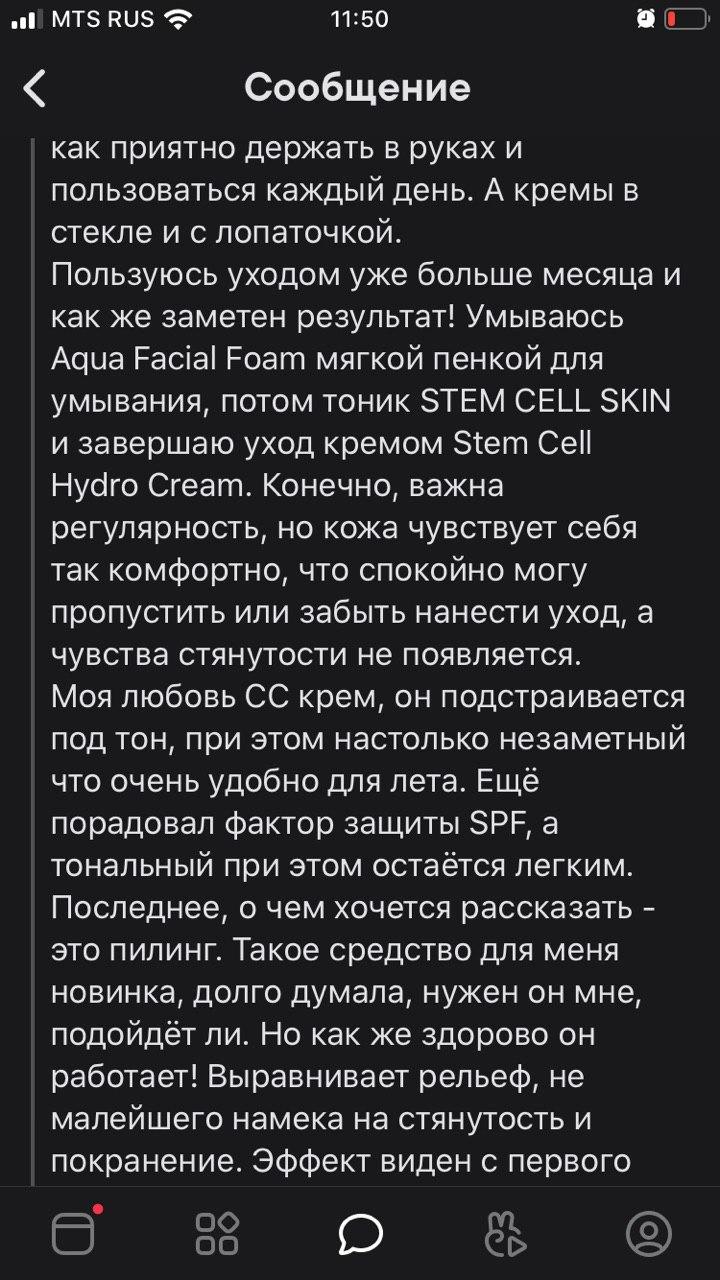 MTS RUS 11:50
Сообщение
как приятно держать в руках и
пользоваться каждый день. А кремы в
стекле и с лопаточкой.
Пользуюсь уходом уже больше месяца и
как же заметен результат! Умываюсь
Aqua Facial Foam мягкой пенкой для
умывания, потом тоник STEM CELL SKIN
и завершаю уход кремом Stem Cell
Hydro Cream. Конечно, важна
регулярность, но кожа чувствует себя
так комфортно, что спокойно могу
пропустить или забыть нанести уход, а
чувства стянутости не появляется.
Моя любовь СС крем, он подстраивается
под тон, при этом настолько незаметный
что очень удобно для лета. Ещё
порадовал фактор защиты SPF, а
тональный при этом остаётся легким.
Последнее, о чем хочется рассказать -
это пилинг. Такое средство для меня
новинка, долго думала, нужен он мне,
подойдёт ли. Но как же здорово он
работает! Выравнивает рельеф, не
малейшего намека на стянутость и
покранение. Эффект виден с первого